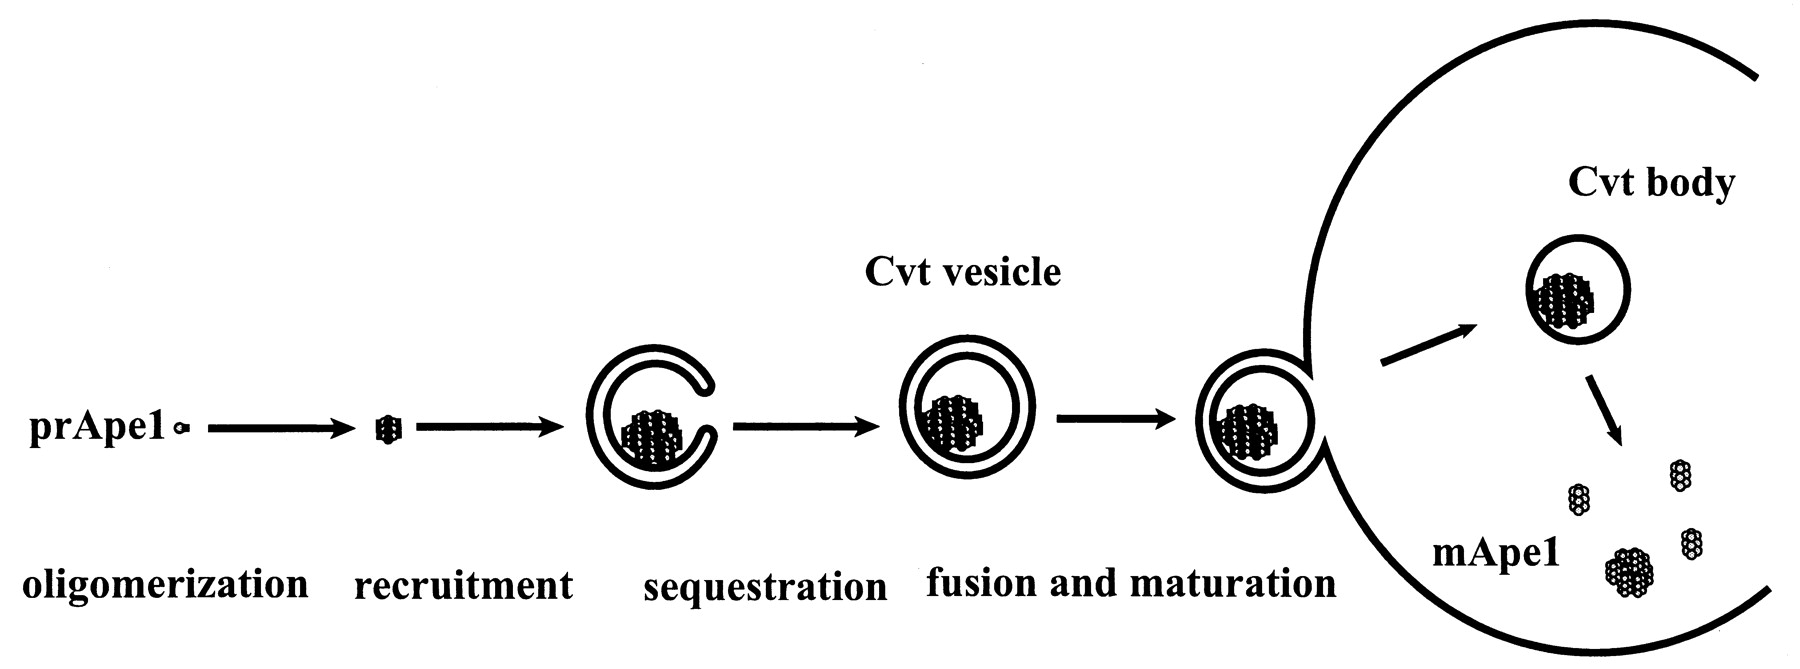 Cvt body
Cvt vesicle
prApe1
mApe1
oligomerization
recruitment
sequestration
fusion and maturation